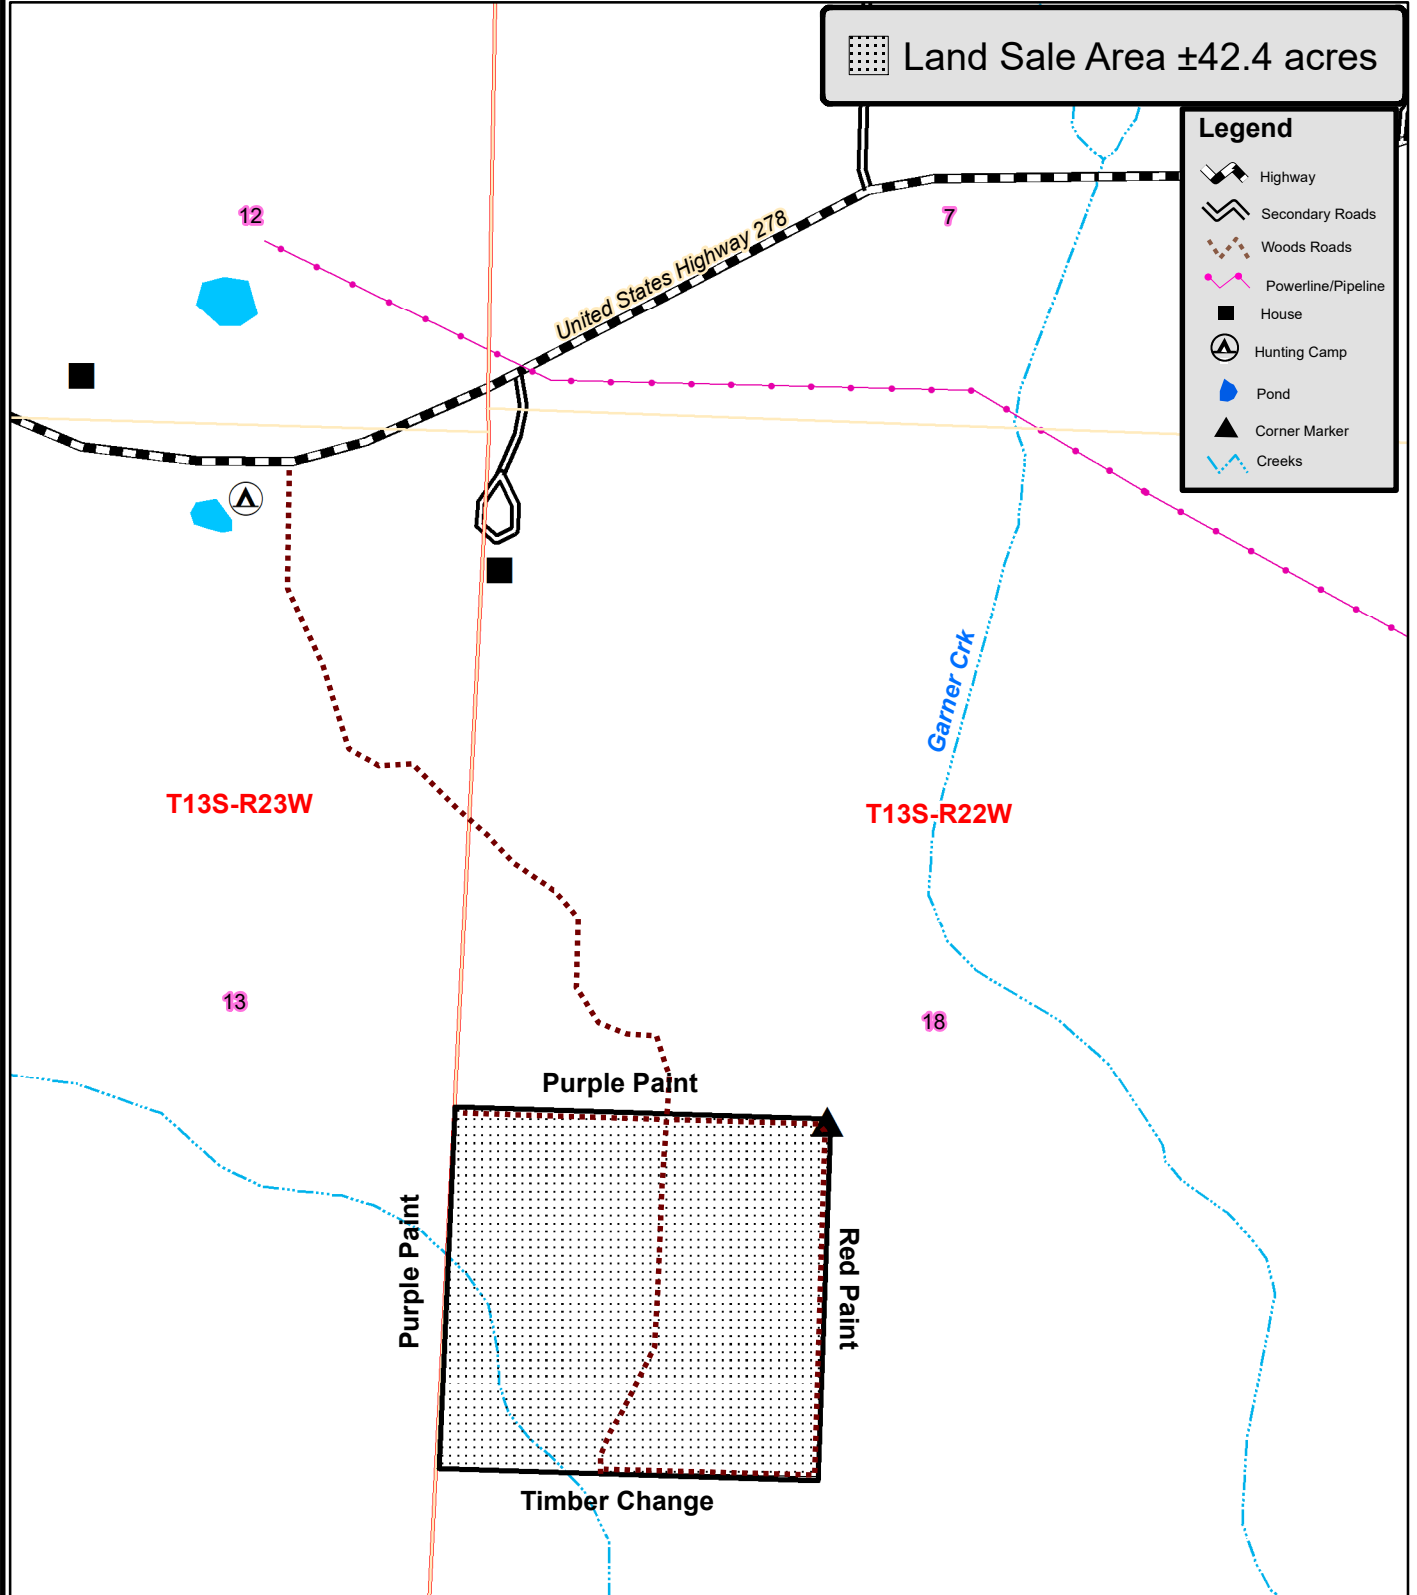 Land Sale Area ±42.4 acres
Legend
Highway
Secondary Roads
Woods Roads
Powerline/Pipeline
House
Hunting Camp
Pond
Corner Marker
Creeks
12
7
United States Highway 278
Garner Crk
T13S-R23W
T13S-R22W
13
18
Purple Paint
Purple Paint
Red Paint
Timber Change